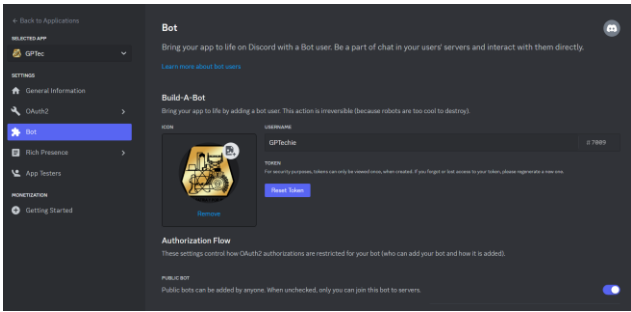 ← Back to Applications
SELECTED APP
GPTec
SETTINGS
General Information
OAuth2
Bot
Rich Presence
App Testers
MONETIZATION
Getting Started
Bot
Bring your app to life on Discord with a Bot user. Be a part of chat in your users' servers and interact with them directly.
Learn more about bot users
Build-A-Bot
Bring your app to life by adding a bot user. This action is irreversible (because robots are too cool to destroy).
ICON
Remove
USERNAME
GPTechie
#7009
TOKEN
For security purposes, tokens can only be viewed once, when created. If you forgot or lost access to your token, please regenerate a new one.
Reset Token
Authorization Flow
These settings control how OAuth2 authorizations are restricted for your bot (who can add your bot and how it is added).
PUBLIC BOT
Public bots can be added by anyone. When unchecked, only you can join this bot to servers.